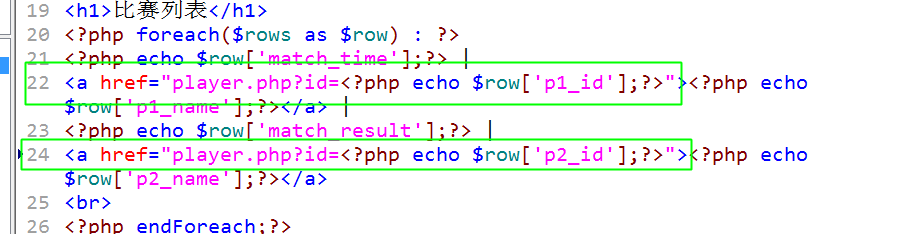 19 <h1>比赛列表</h1>
20 <?php foreach($rows as $row) : ?>
21 <?php echo $row['match_time'];?> |
22 <a href="player.php?id=<?php echo $row['p1_id'];?>"><?php echo
$row['p1_name'];?></a> |
23 <?php echo $row['match_result'];?> |
24 <a href="player.php?id=<?php echo $row['p2_id'];?>"><?php echo
$row['p2_name'];?></a>
25 <br>
26 <?php endForeach;?>